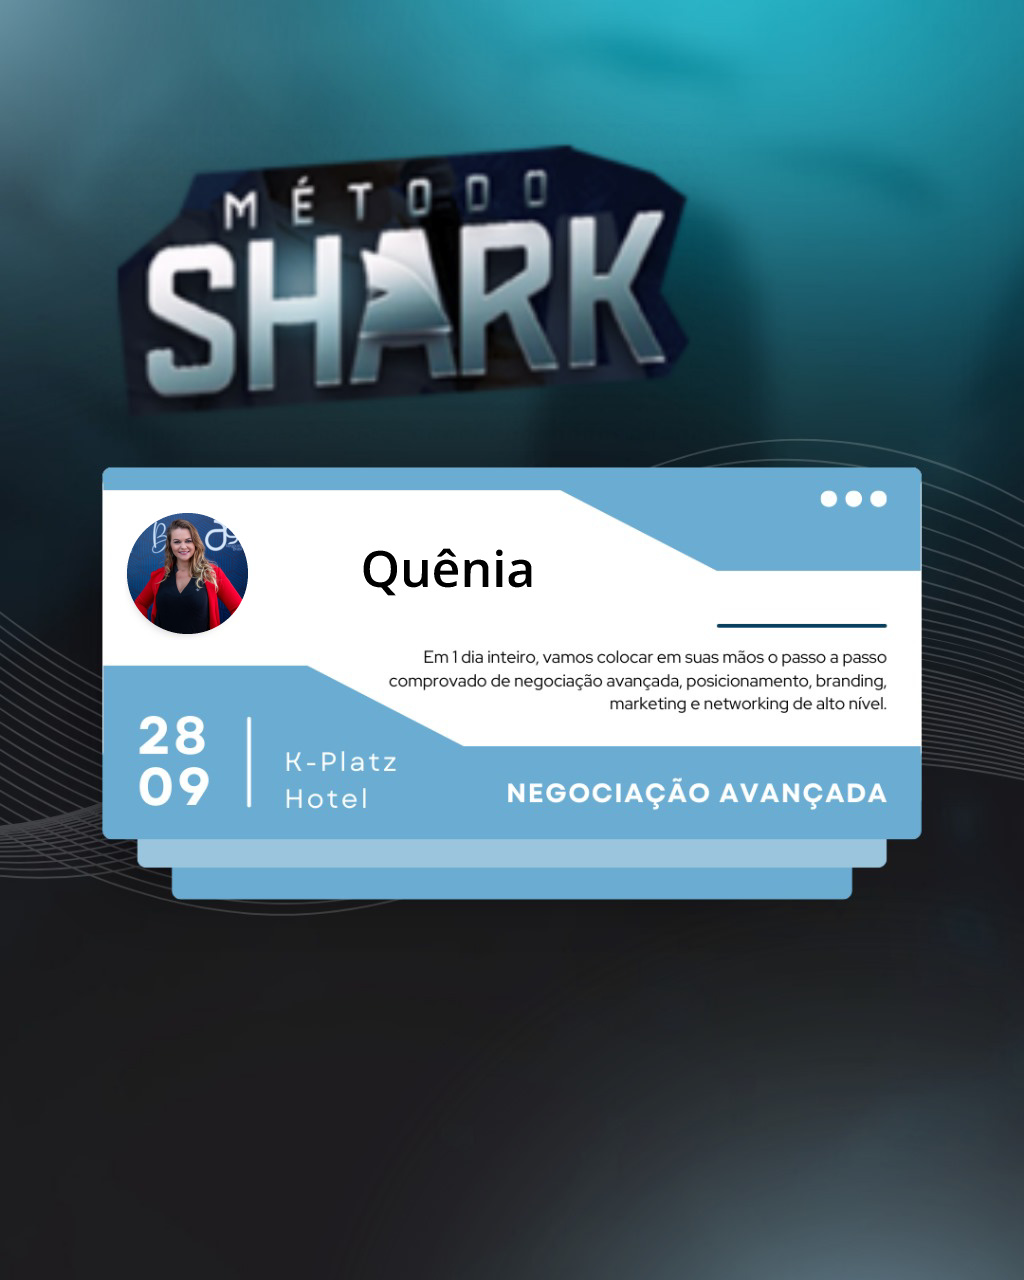 MÉTODO
SHARK
Quênia
Em 1 dia inteiro, vamos colocar em suas mãos o passo a passo
comprovado de negociação avançada, posicionamento, branding,
marketing e networking de alto nível.
28
09
K-Platz
Hotel
NEGOCIAÇÃO AVANÇADA